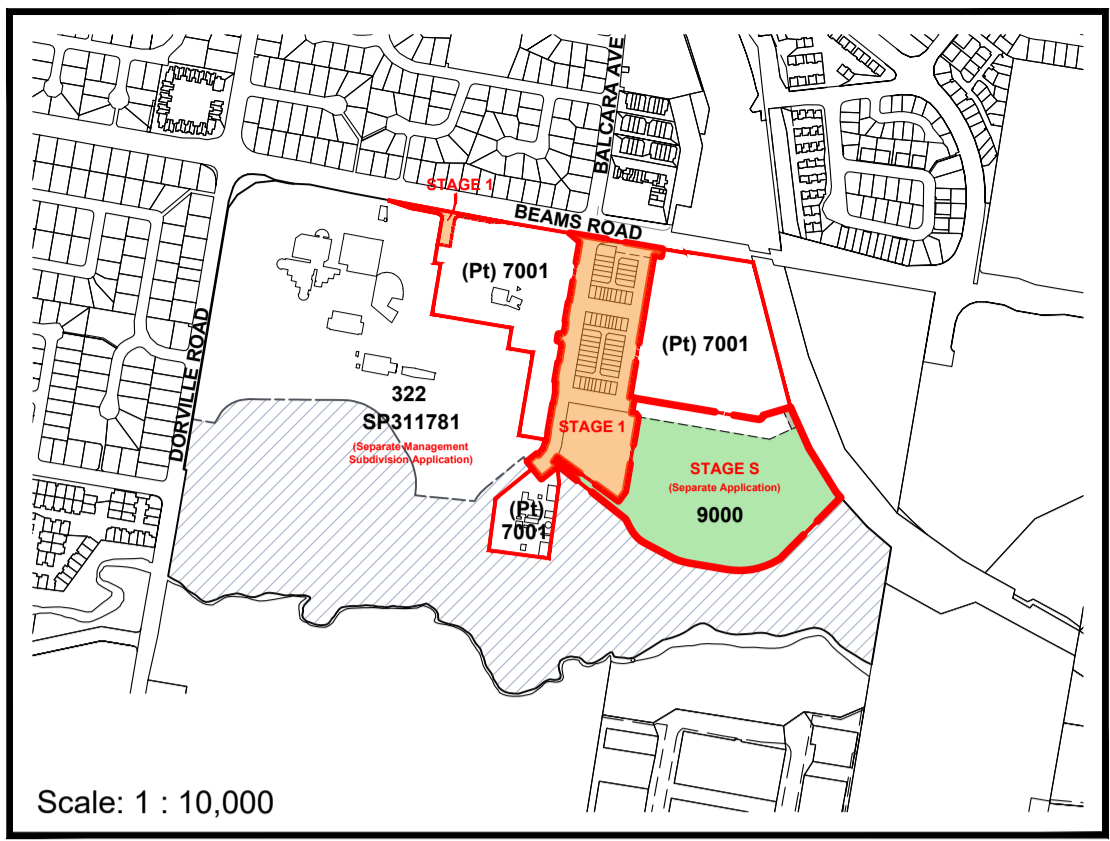 BALCARA AVE
STAGE 1
BEAMS ROAD
(Pt) 7001
(Pt) 7001
DORVILLE ROAD
322
SP311781
(Separate Management
Subdivision Application)
STAGE 1
STAGE S
(Separate Application)
9000
(Pt)
7001
Scale: 1 : 10,000